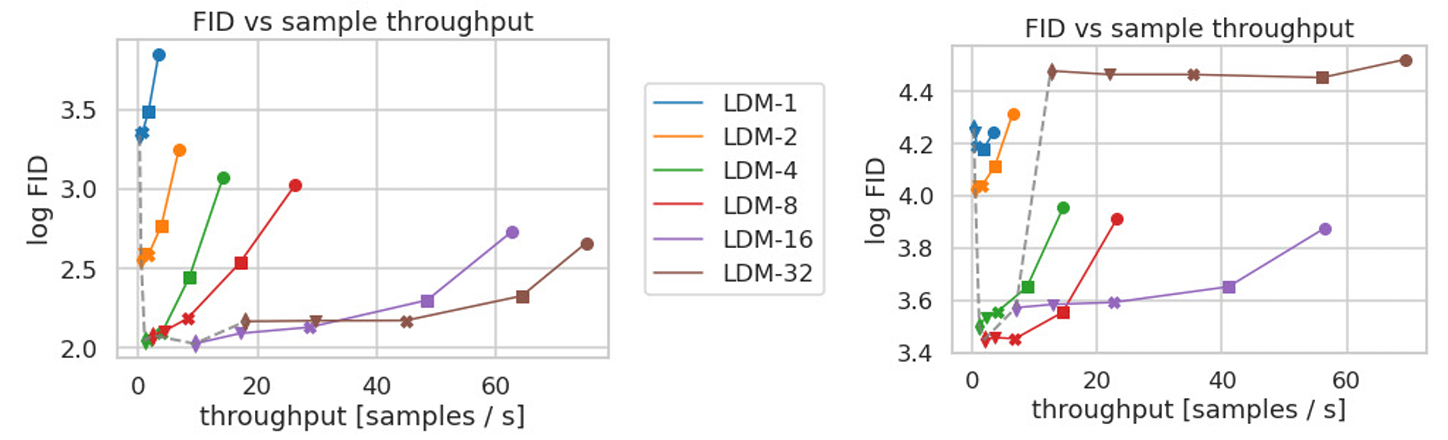 FID vs sample throughput
log FID
3.5
3.0
2.5
2.0
0 20 40 60
throughput [samples / s]
LDM-1
LDM-2
LDM-4
LDM-8
LDM-16
LDM-32
FID vs sample throughput
log FID
4.4
4.2
4.0
3.8
3.6
3.4
0 20 40 60
throughput [samples / s]